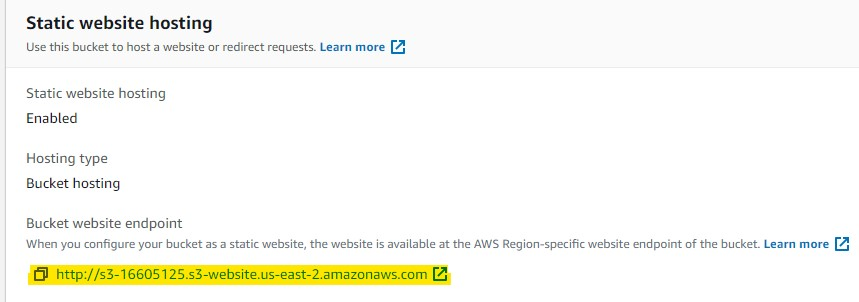 Static website hosting
Use this bucket to host a website or redirect requests. Learn more
Static website hosting
Enabled
Hosting type
Bucket hosting
Bucket website endpoint
When you configure your bucket as a static website, the website is available at the AWS Region-specific website endpoint of the bucket. Learn more
http://s3-16605125.s3-website.us-east-2.amazonaws.com